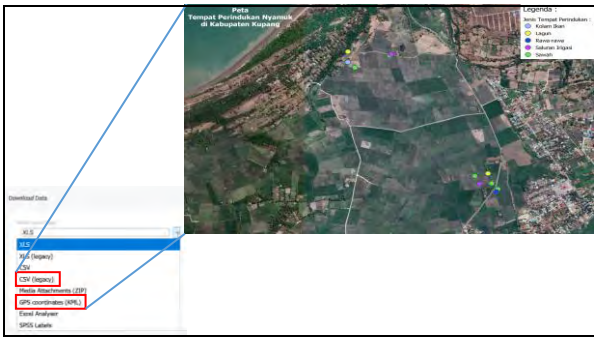 Peta
Tempat Perindukan Nyamuk
di Kabupaten Kupang
Legenda :
Jenis Tempat Perindukan :
Kolam Ikan
Lagun
Rawa-rawa
Saluran Irigasi
Sawah
Download Data
XLS
XLS
XLS (legacy)
CSV
CSV (legacy)
Media Attachments (ZIP)
GPS coordinates (KML)
Excel Analyser
SPSS Labels